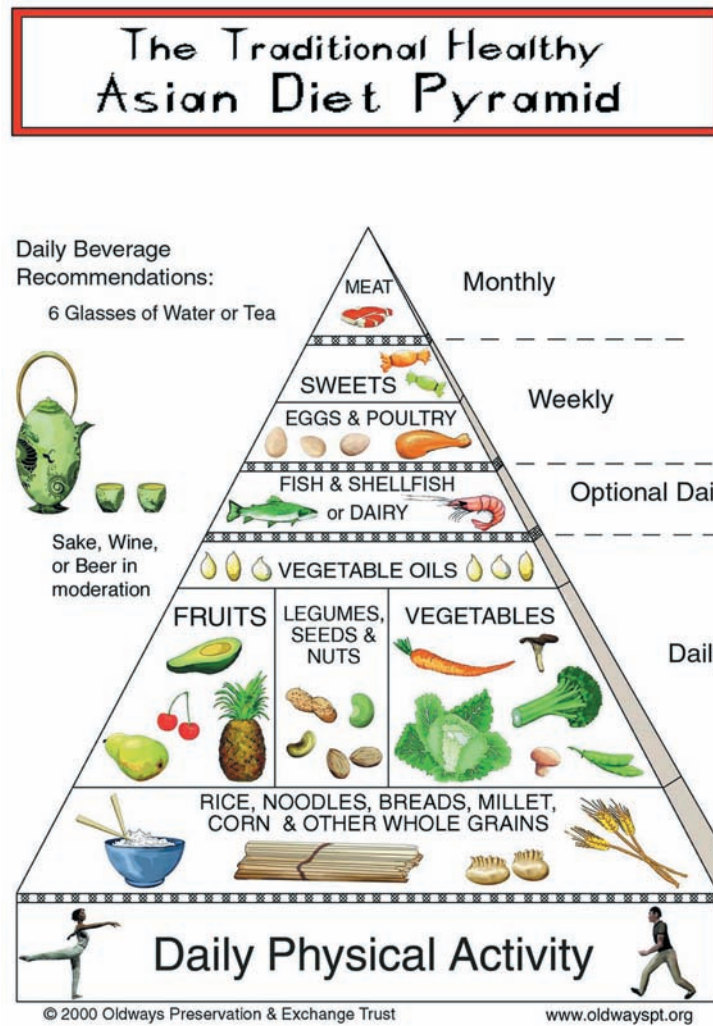 The Traditional Healthy
Asian Diet Pyramid
Daily Beverage
Recommendations:
6 Glasses of Water or Tea
Sake, Wine,
or Beer in
moderation
MEAT
Monthly
SWEETS
Weekly
EGGS & POULTRY
FISH & SHELLFISH
or DAIRY
Optional Dai
VEGETABLE OILS
FRUITS
LEGUMES,
SEEDS &
NUTS
VEGETABLES
Dail
RICE, NOODLES, BREADS, MILLET,
CORN & OTHER WHOLE GRAINS
Daily Physical Activity
© 2000 Oldways Preservation & Exchange Trust
www.oldwayspt.org